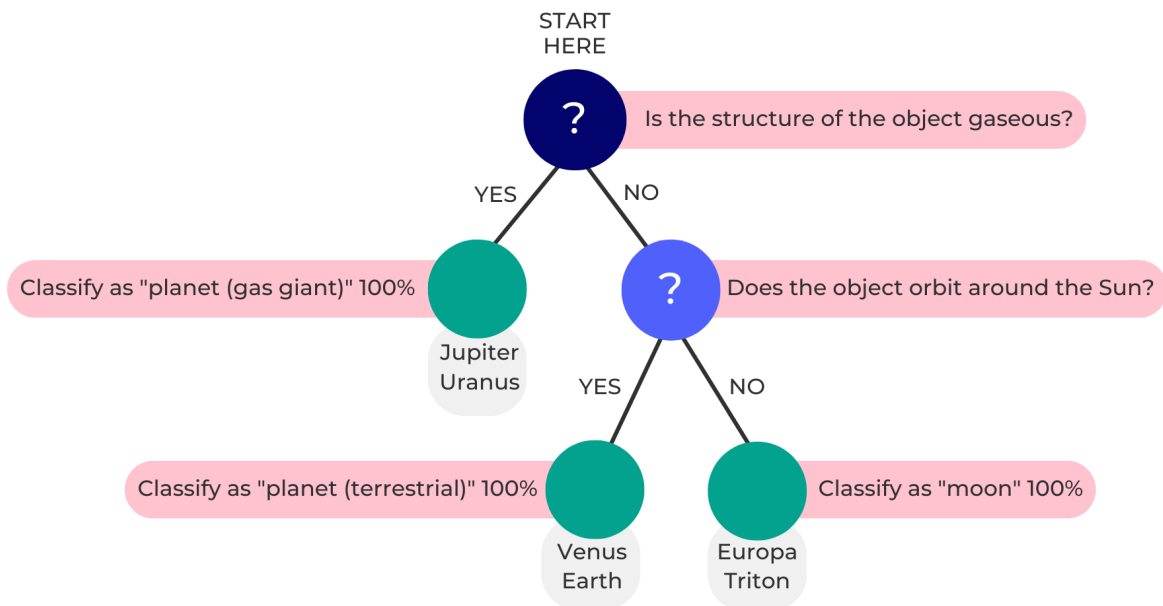 START
HERE
?
Is the structure of the object gaseous?
YES
NO
Classify as "planet (gas giant)" 100%
Jupiter
Uranus
?
Does the object orbit around the Sun?
YES
NO
Classify as "planet (terrestrial)" 100%
Venus
Earth
Classify as "moon" 100%
Europa
Triton